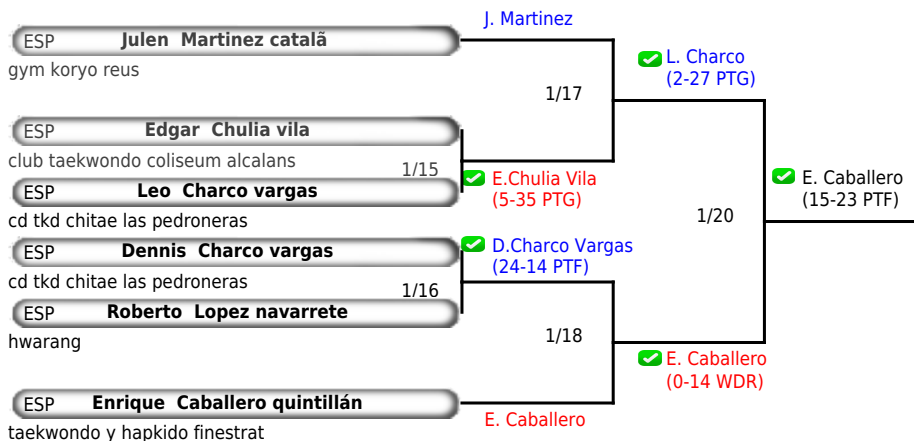 J. Martinez
ESP Julen Martinez català
gym koryo reus
L. Charco
(2-27 PTG)
1/17
ESP Edgar Chulia vila
club taekwondo coliseum alcalans
1/15
E.Chulia Vila
(5-35 PTG)
ESP Leo Charco vargas
cd tkd chitae las pedroneras
E. Caballero
(15-23 PTF)
1/20
ESP Dennis Charco vargas
cd tkd chitae las pedroneras
D.Charco Vargas
(24-14 PTF)
1/16
ESP Roberto Lopez navarrete
hwarang
1/18
E. Caballero
(0-14 WDR)
ESP Enrique Caballero quintillán
taekwondo y hapkido finestrat
E. Caballero